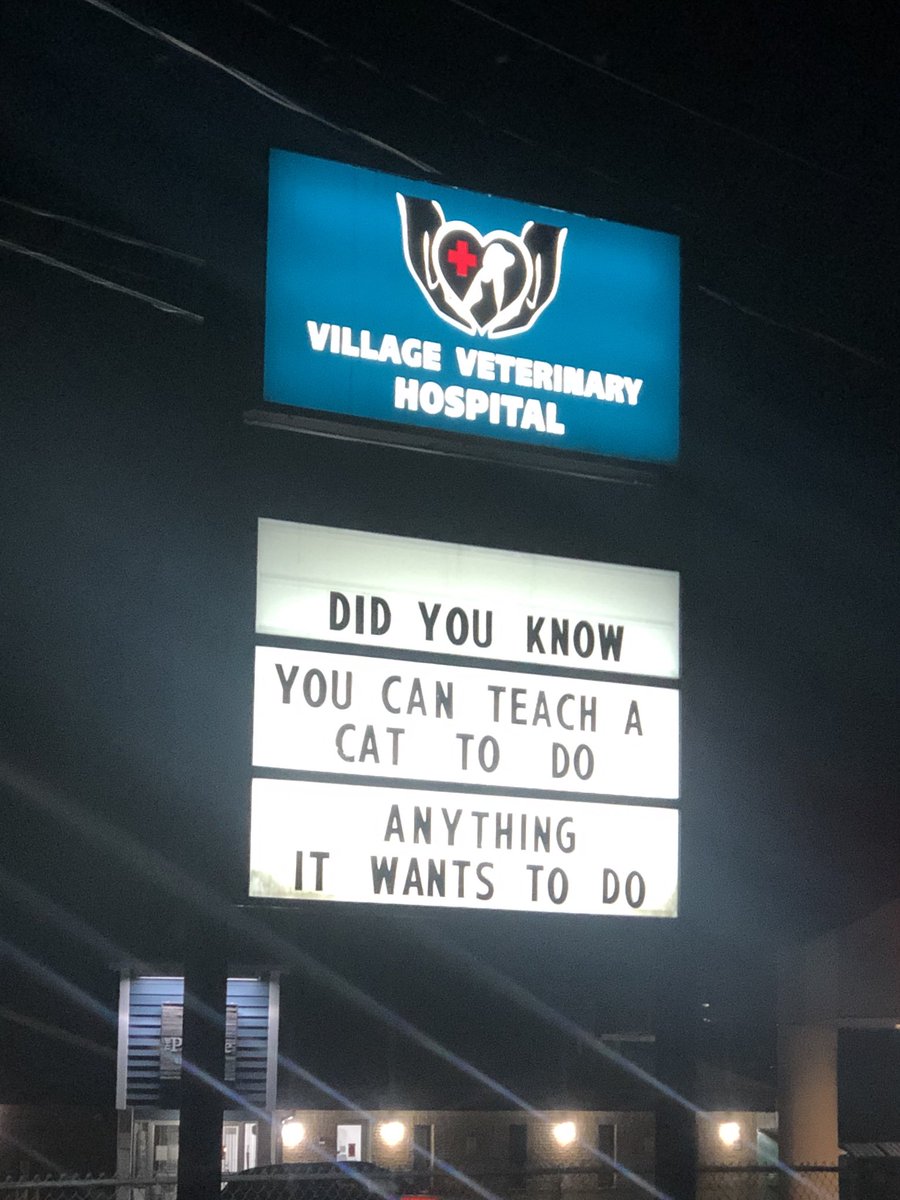 VILLAGE VETERINARY
HOSPITAL
DID YOU KNOW
YOU CAN TEACH A
CAT TO DO
ANYTHING
IT WANTS TO DO